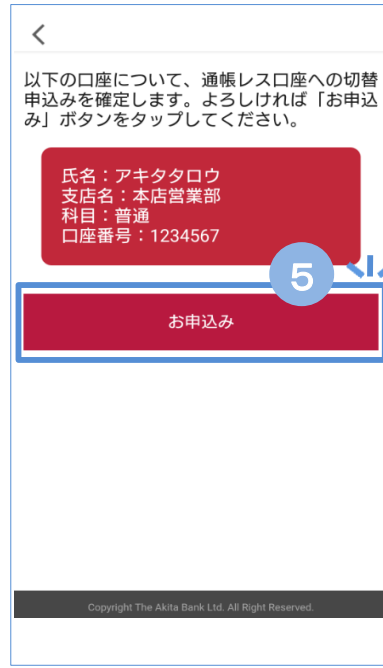 以下の口座について、通帳レス口座への切替
申込みを確定します。よろしければ「お申込
み」ボタンをタップしてください。
氏名：アキタタロウ
支店名：本店営業部
科目：普通
口座番号：1234567
5
お申込み
Copyright The Akita Bank Ltd. All Right Reserved.